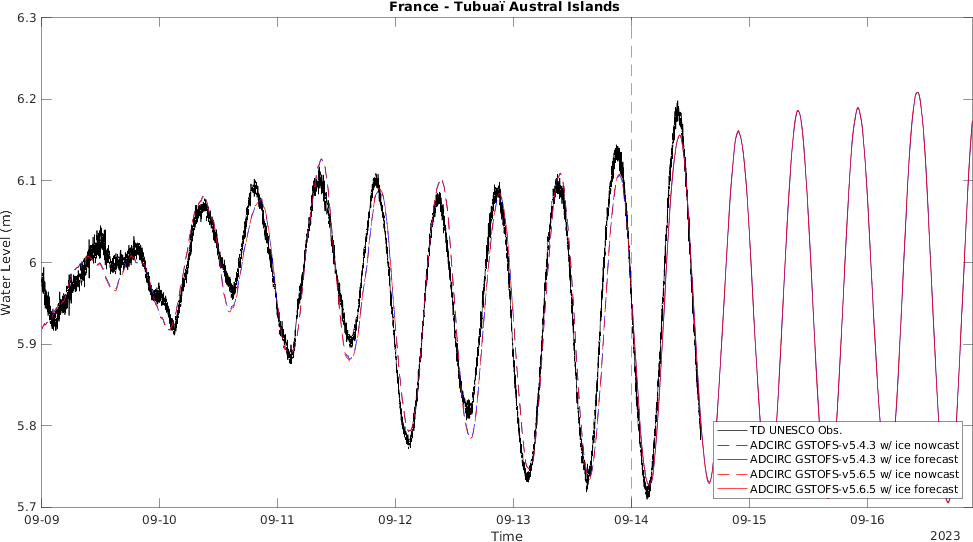 France - Tubuaï Austral Islands
6.3
6.2
6.1
6
5.9
5.8
5.7
Water Level (m)
TD UNESCO Obs.
ADCIRC GSTOFS-v5.4.3 w/ ice nowcast
ADCIRC GSTOFS-v5.4.3 w/ ice forecast
ADCIRC GSTOFS-v5.6.5 w/ ice nowcast
ADCIRC GSTOFS-v5.6.5 w/ ice forecast
09-09 09-10 09-11 09-12 09-13 09-14 09-15 09-16
Time
2023